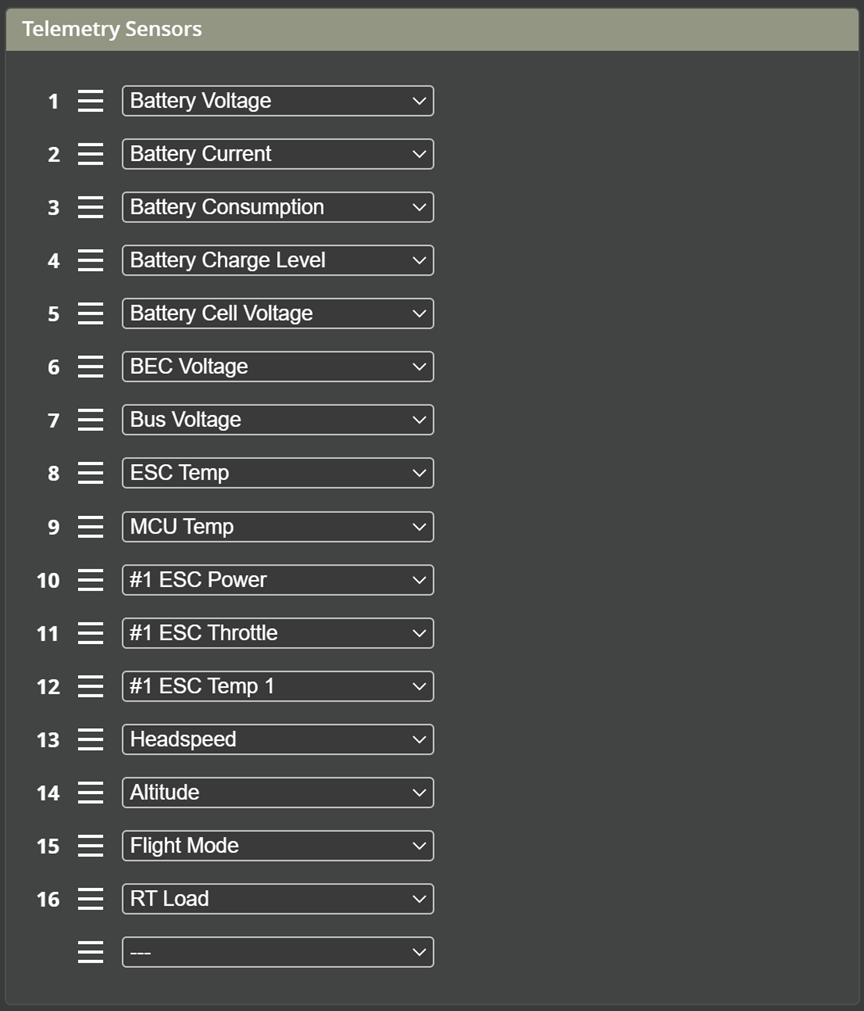 Telemetry Sensors
1 Battery Voltage
2 Battery Current
3 Battery Consumption
4 Battery Charge Level
5 Battery Cell Voltage
6 BEC Voltage
7 Bus Voltage
8 ESC Temp
9 MCU Temp
10 #1 ESC Power
11 #1 ESC Throttle
12 #1 ESC Temp 1
13 Headspeed
14 Altitude
15 Flight Mode
16 RT Load
---